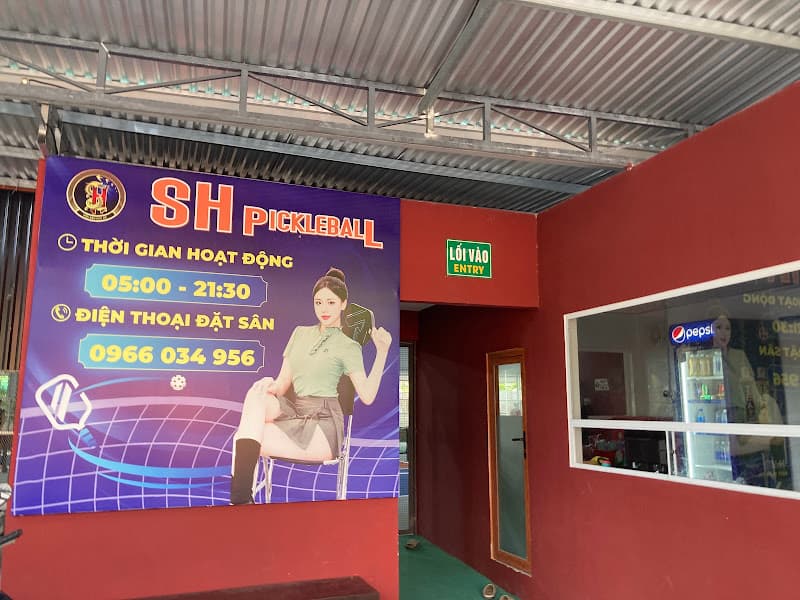 SH PICKLEBALL
THỜI GIAN HOẠT ĐỘNG
05:00 - 21:30
ĐIỆN THOẠI ĐẶT SÂN
0966 034 956
LỐI VÀO
ENTRY
pepsi